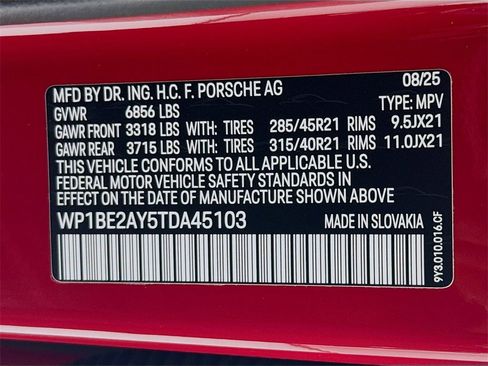 MFD BY DR. ING. H.C. F. PORSCHE AG 08/25
GVWR 6856 LBS TYPE: MPV
GAWR FRONT 3318 LBS WITH: TIRES 285/45R21 RIMS 9.5JX21
GAWR REAR 3715 LBS WITH: TIRES 315/40R21 RIMS 11.0JX21
THIS VEHICLE CONFORMS TO ALL APPLICABLE U.S.
FEDERAL MOTOR VEHICLE SAFETY STANDARDS IN
EFFECT ON THE DATE OF MANUFACTURE SHOWN ABOVE
WP1BE2AY5TDA45103 MADE IN SLOVAKIA
9Y3.010.016.CF